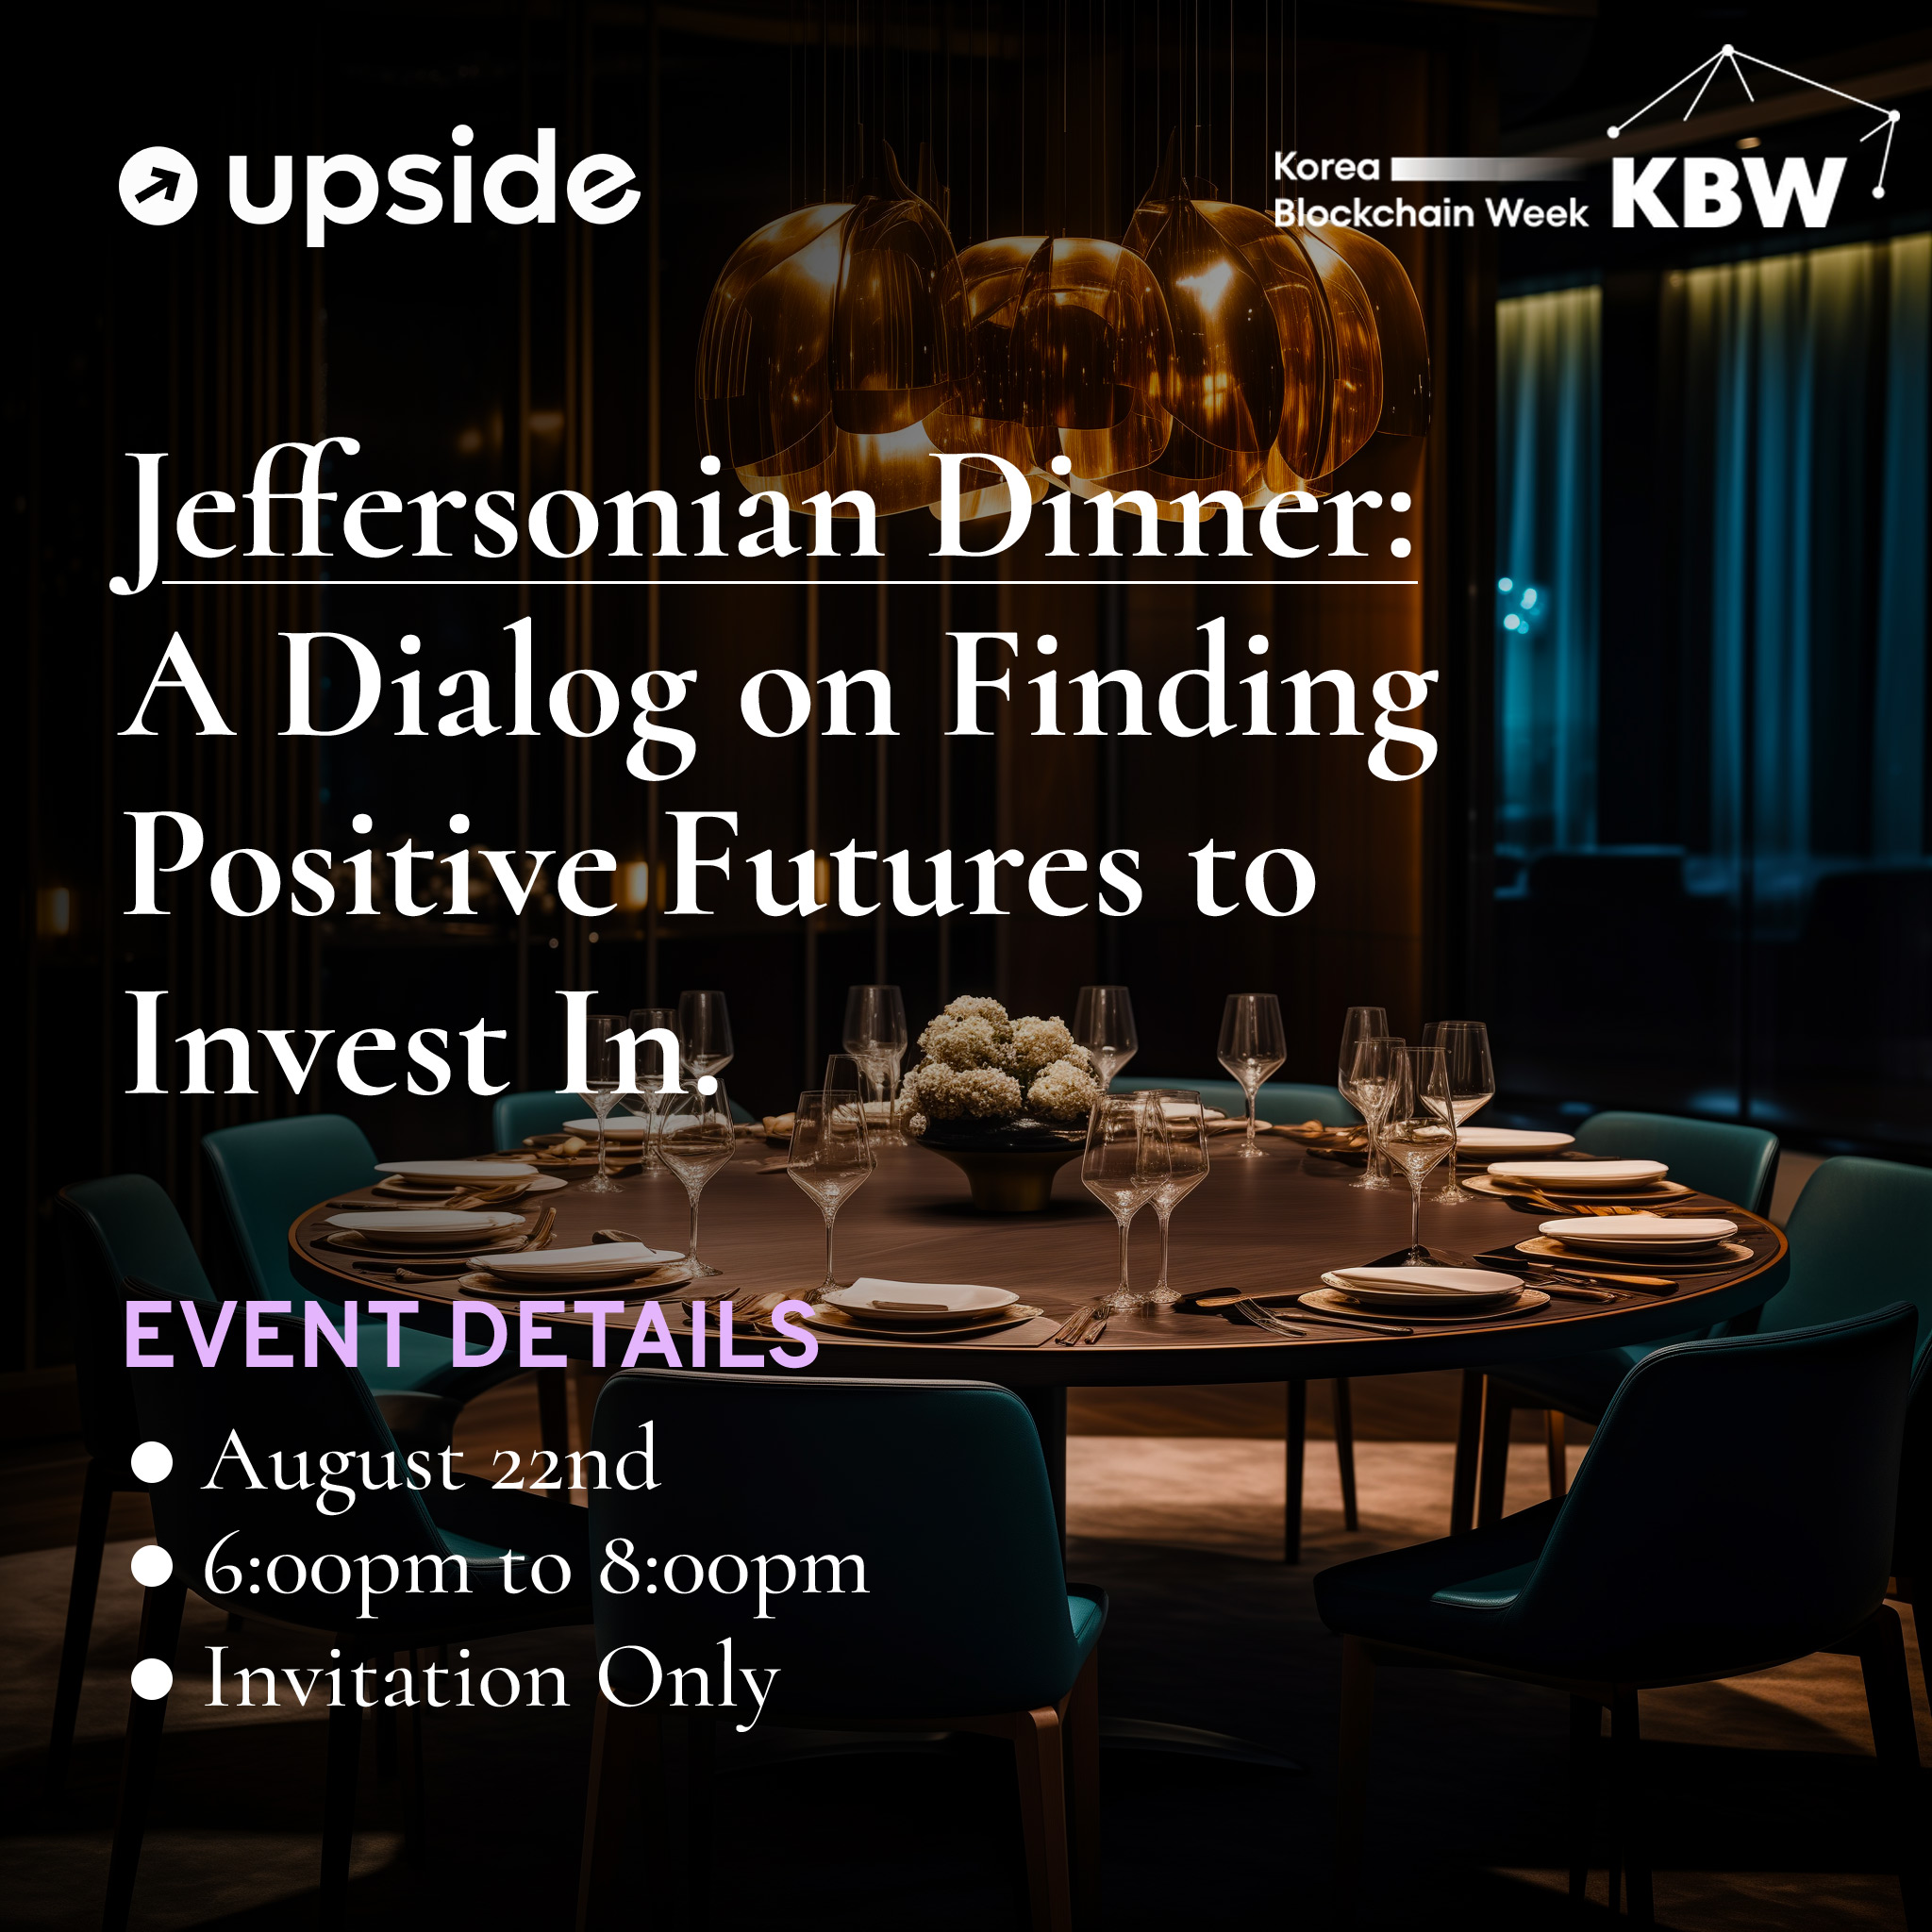 upside
Korea
Blockchain Week
KBW
Jeffersonian Dinner:
A Dialog on Finding
Positive Futures to
Invest In.
EVENT DETAILS
• August 22nd
• 6:00pm to 8:00pm
• Invitation Only